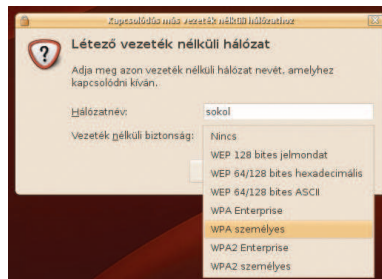 Kapcsolódás más vezeték nélküli hálózathoz
Létező vezeték nélküli hálózat
Adja meg azon vezeték nélküli hálózat nevét, amelyhez
kapcsolódni kíván.
Hálózatnév:
sokol
Vezeték nélküli biztonság:
Nincs
WEP 128 bites jelmondat
WEP 64/128 bites hexadecimális
WEP 64/128 bites ASCII
WPA Enterprise
WPA személyes
WPA2 Enterprise
WPA2 személyes